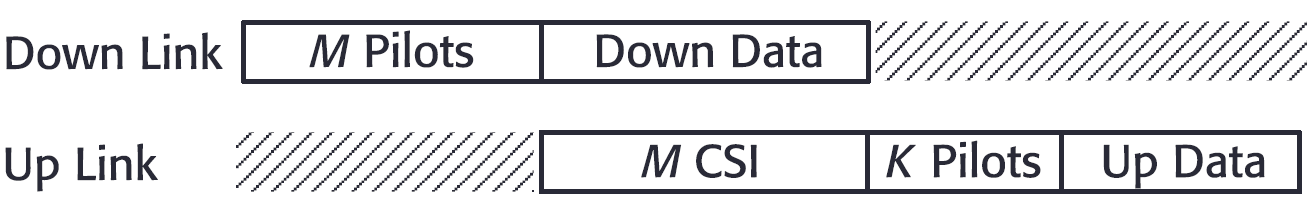 Down Link M Pilots Down Data
Up Link M CSI K Pilots Up Data